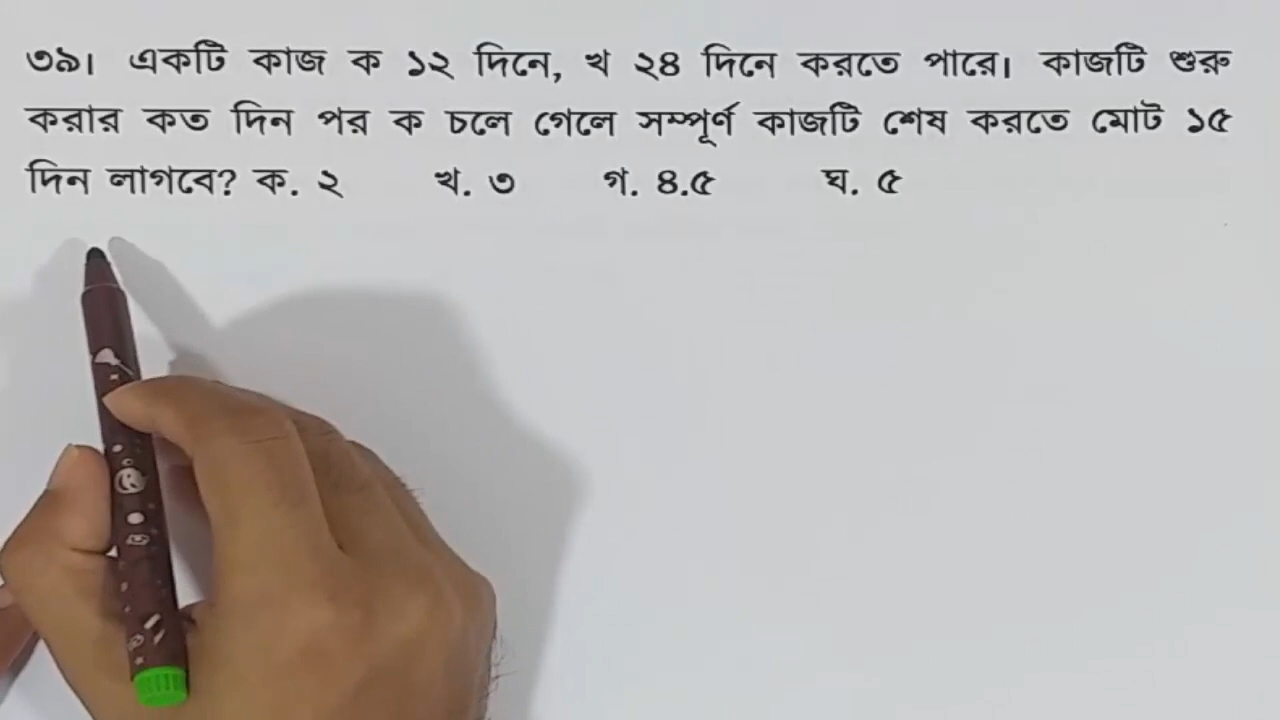 ৩৯। একটি কাজ ক ১২ দিনে, খ ২৪ দিনে করতে পারে। কাজটি শুরু
করার কত দিন পর ক চলে গেলে সম্পূর্ণ কাজটি শেষ করতে মোট ১৫
দিন লাগবে? ক. ২ খ. ৩ গ. ৪.৫ ঘ. ৫